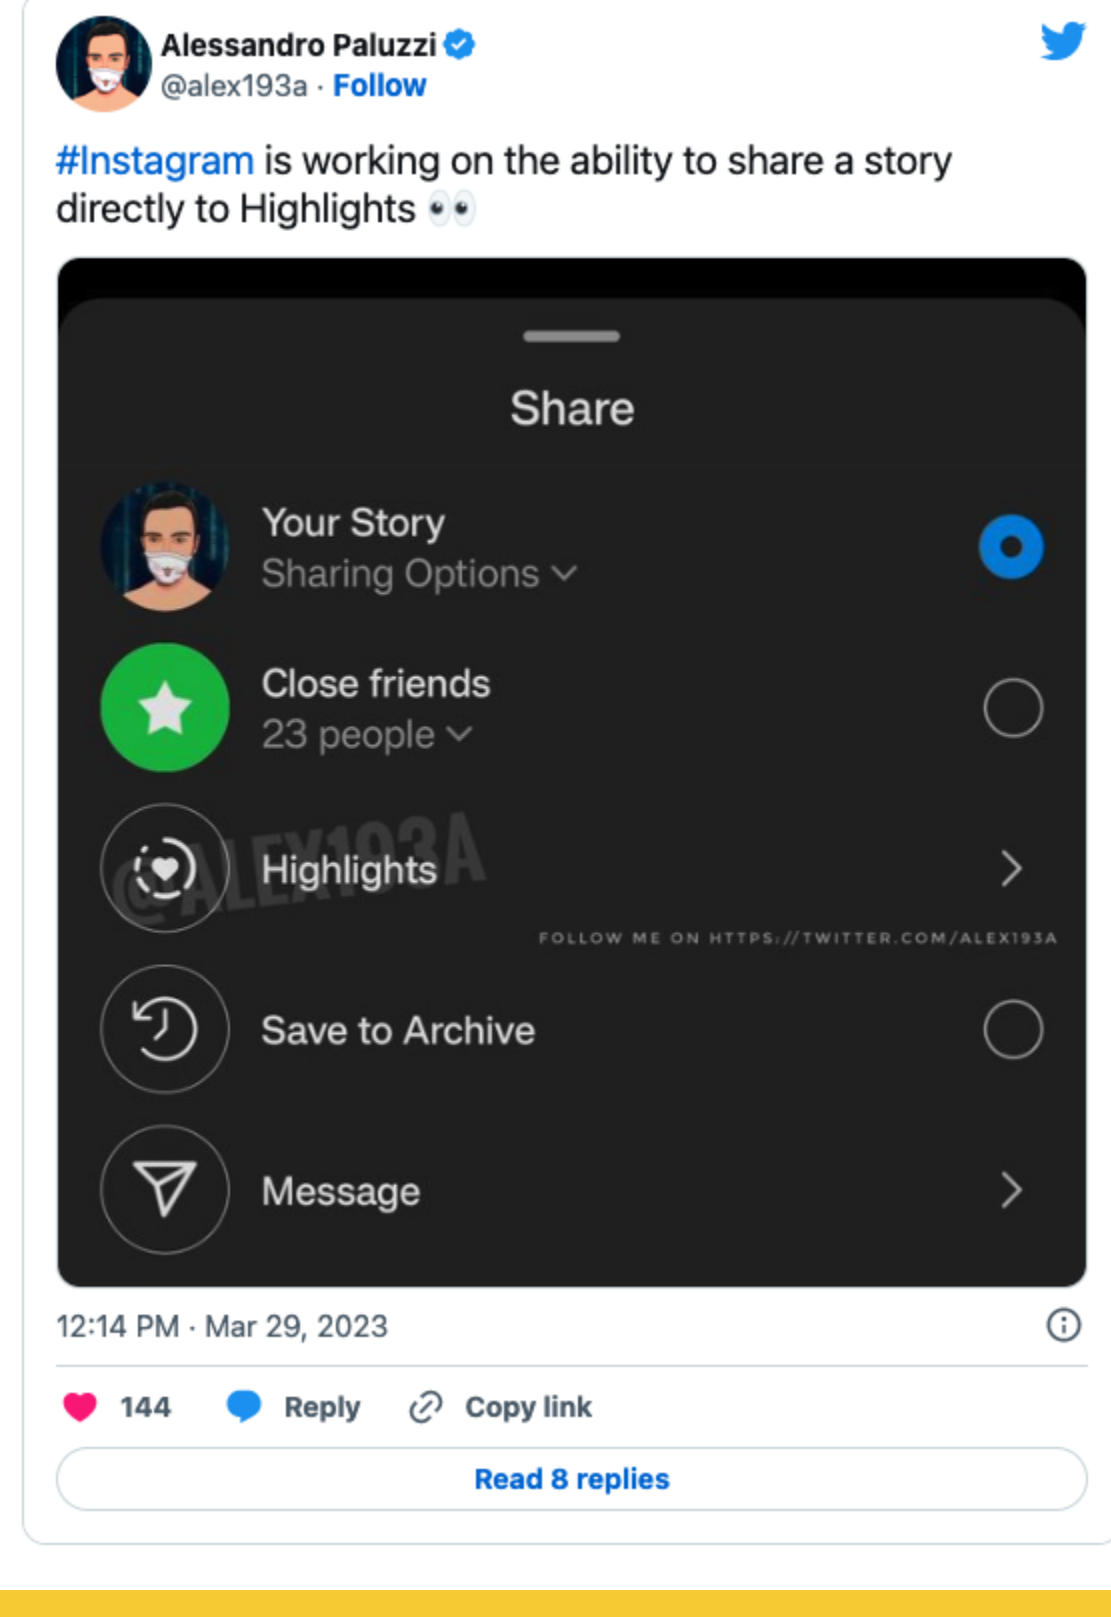 Alessandro Paluzzi
@alex193a · Follow
#Instagram is working on the ability to share a story
directly to Highlights 👀
Share
Your Story
Sharing Options
Close friends
23 people
@ALEX193A
Highlights
FOLLOW ME ON HTTPS://TWITTER.COM/ALEX193A
Save to Archive
Message
12:14 PM · Mar 29, 2023
144 Reply Copy link
Read 8 replies